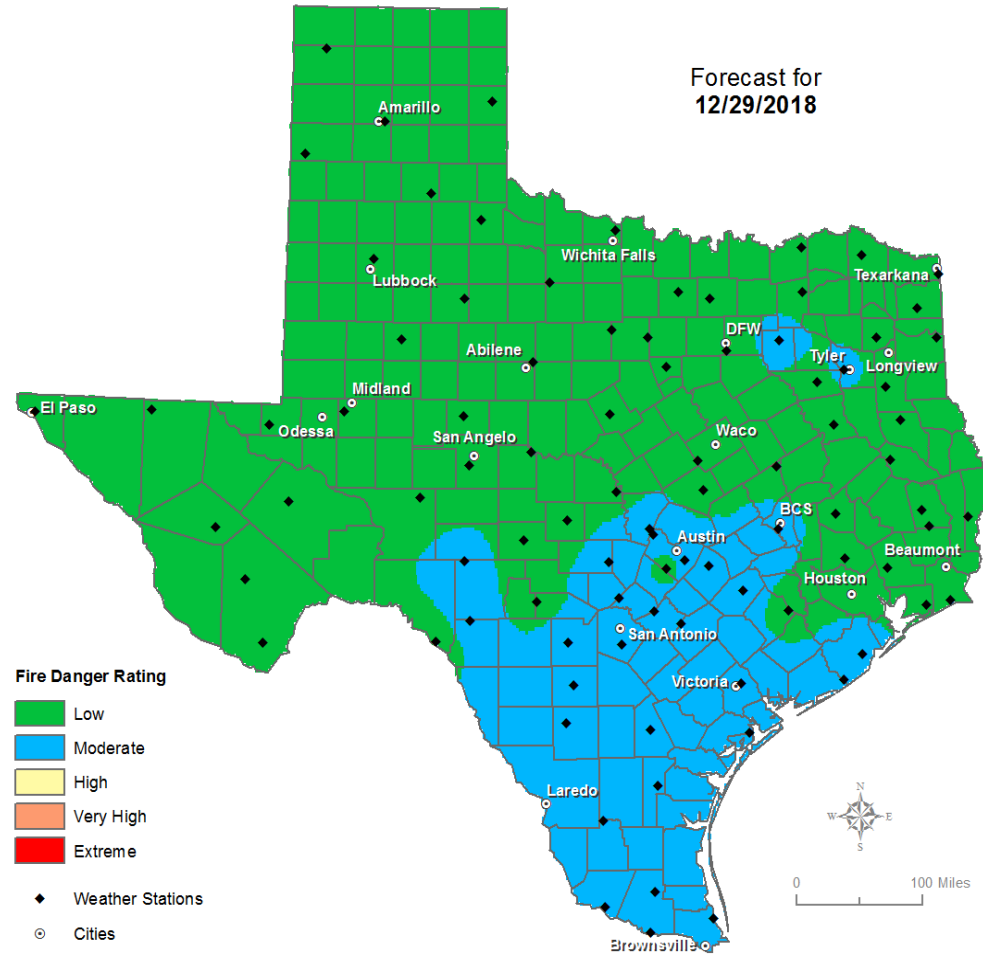 Forecast for
12/29/2018
Amarillo
Wichita Falls
Lubbock
Texarkana
DFW
Abilene
Tyler
Longview
Midland
El Paso
Odessa
San Angelo
Waco
BCS
Austin
Beaumont
Houston
San Antonio
Victoria
Laredo
Brownsville
Fire Danger Rating
Low
Moderate
High
Very High
Extreme
Weather Stations
Cities
N
W
E
S
0
100 Miles